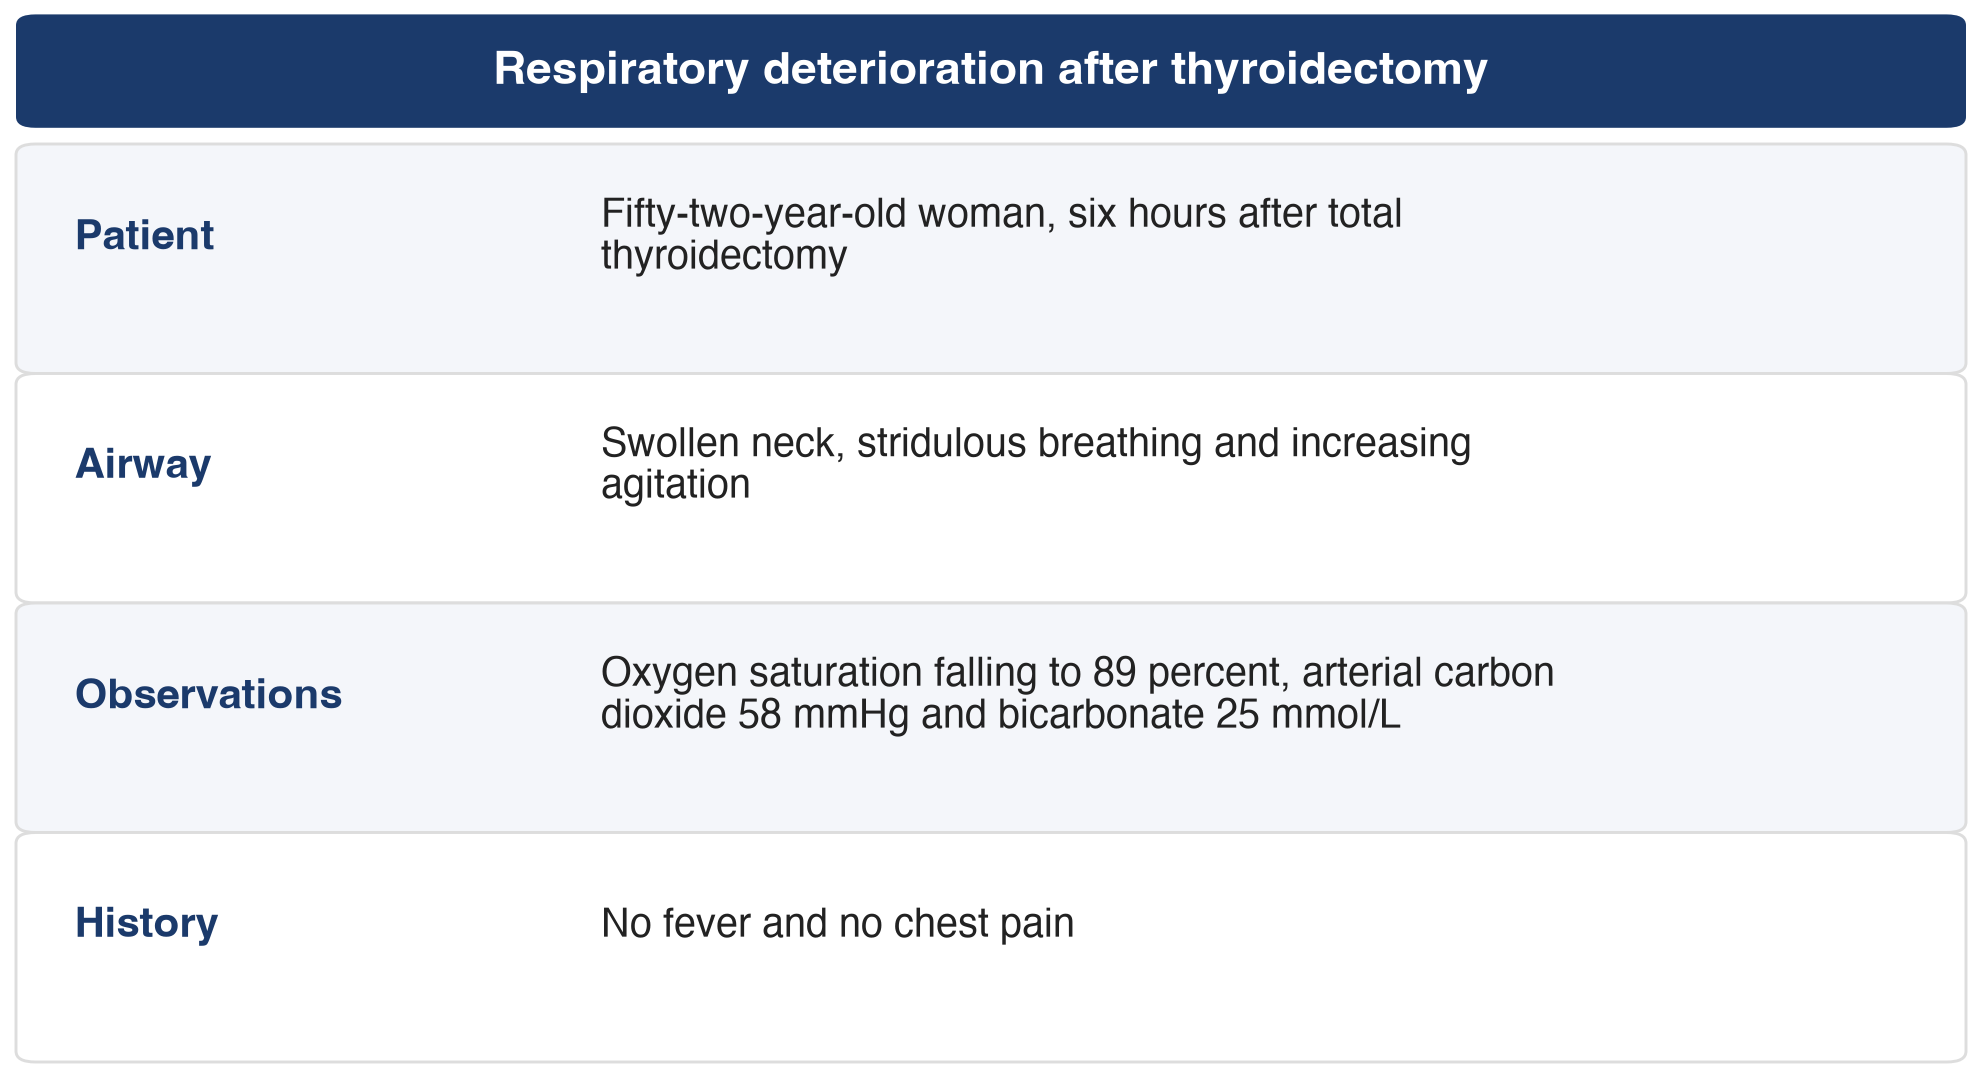 Respiratory deterioration after thyroidectomy
Patient
Fifty-two-year-old woman, six hours after total
thyroidectomy
Airway
Swollen neck, stridulous breathing and increasing
agitation
Observations
Oxygen saturation falling to 89 percent, arterial carbon
dioxide 58 mmHg and bicarbonate 25 mmol/L
History
No fever and no chest pain